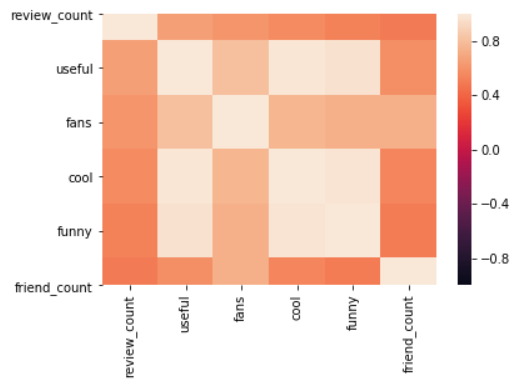 review_count
useful
fans
cool
funny
friend_count
review_count
useful
fans
cool
funny
friend_count
0.8
0.4
0.0
−0.4
−0.8